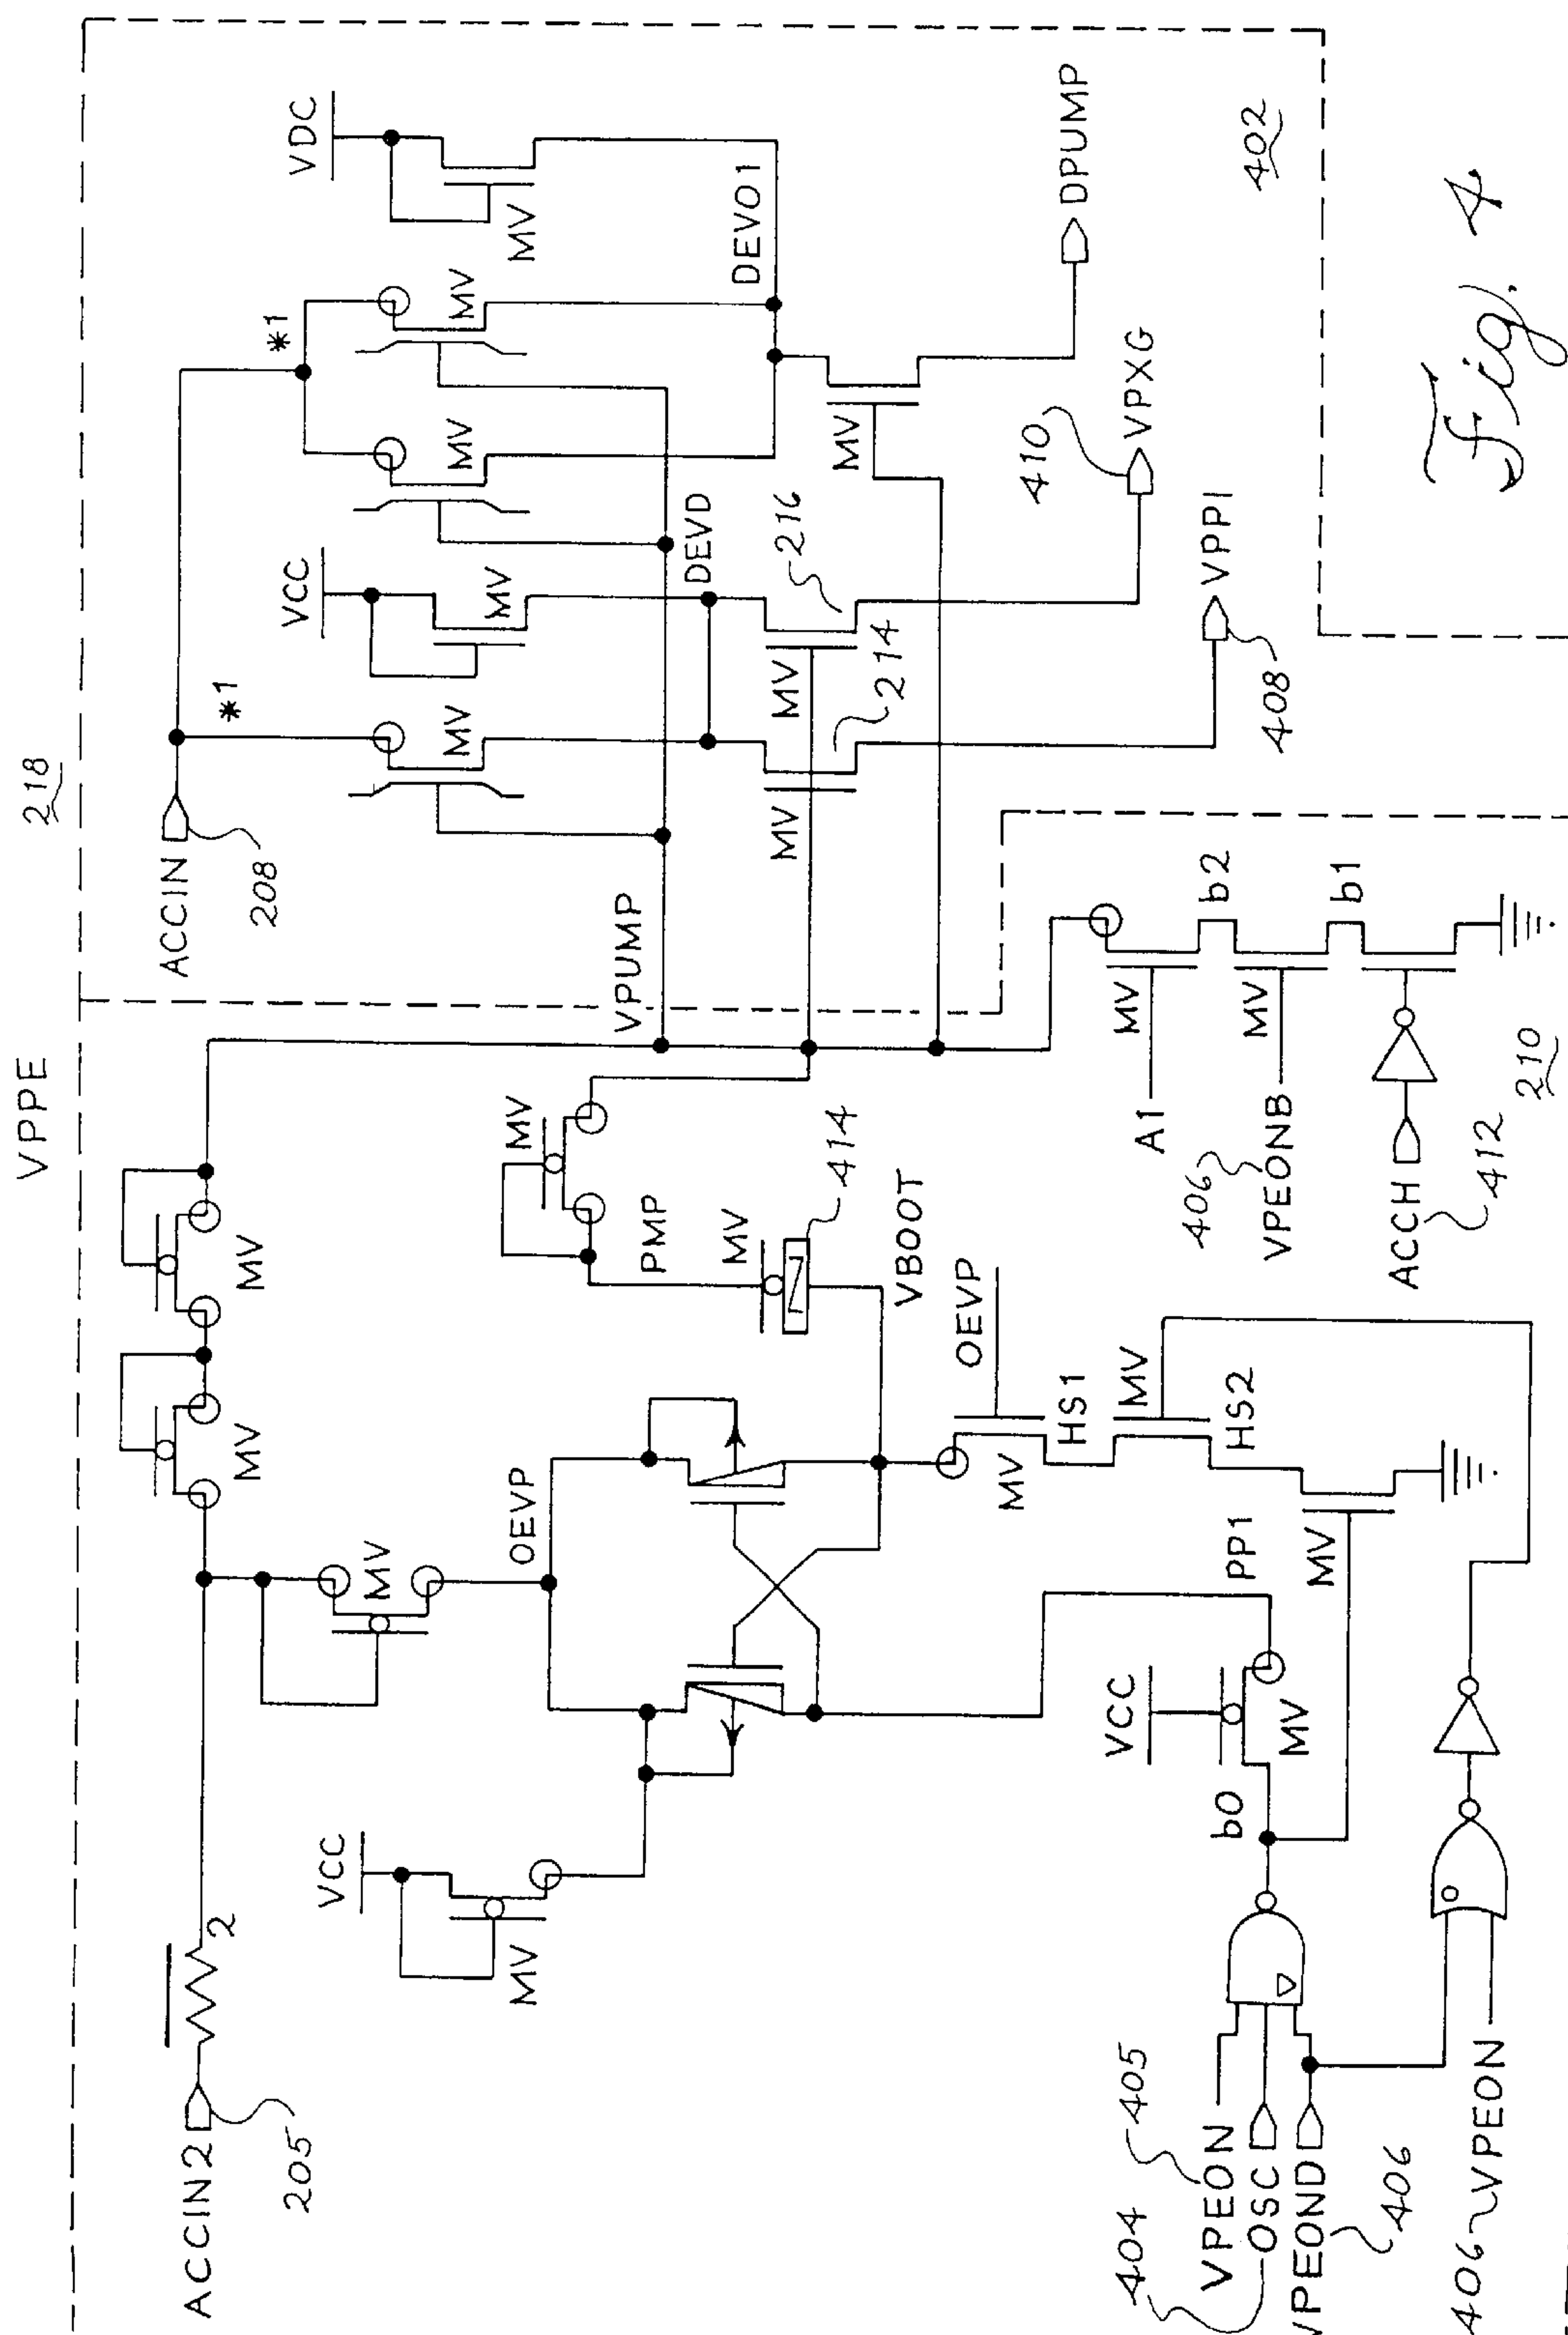 VPPE
218
ACCIN2
205
2
MV
MV
VCC
MV
MV
OEVP
ACCIN
208
*1
*1
VCC
VDC
MV
MV
MV
MV
MV
VPUMP
DEVD
DEVO1
MV
PMP
MV
414
VBOOT
MV
214
MV
216
MV
OEVP
HS1
MV
MV
HS2
PP1
MV
VCC
MV
b0
VPEON
405
404
OSC
VPEOND
406
406
VPEON
A1
MV
b2
406
VPEONB
MV
b1
ACCH
412
210
408
VPPI
410
VPXG
DPUMP
402
Fig. 4